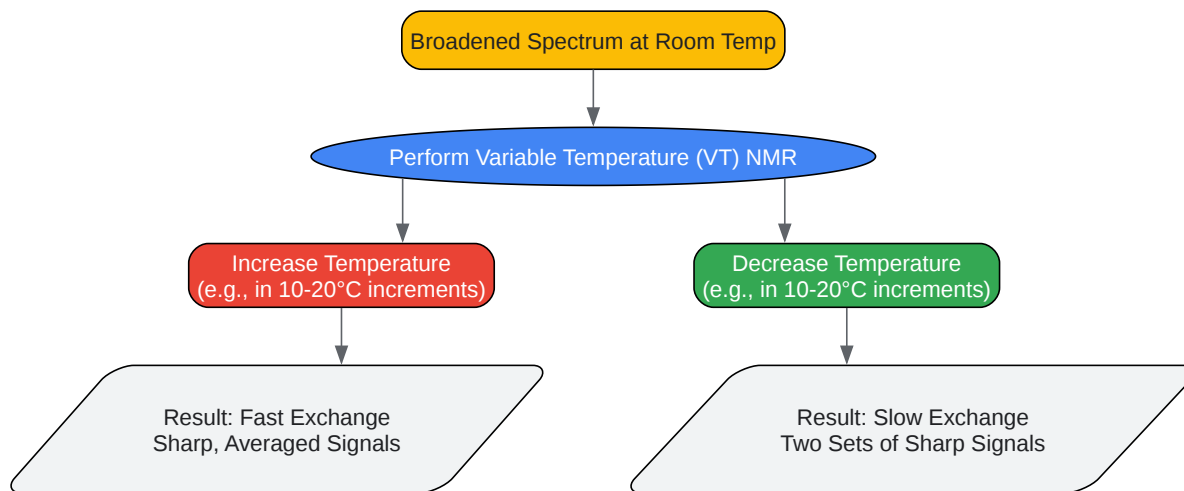 Broadened Spectrum at Room Temp
Perform Variable Temperature (VT) NMR
Increase Temperature
(e.g., in 10-20°C increments)
Decrease Temperature
(e.g., in 10-20°C increments)
Result: Fast Exchange
Sharp, Averaged Signals
Result: Slow Exchange
Two Sets of Sharp Signals